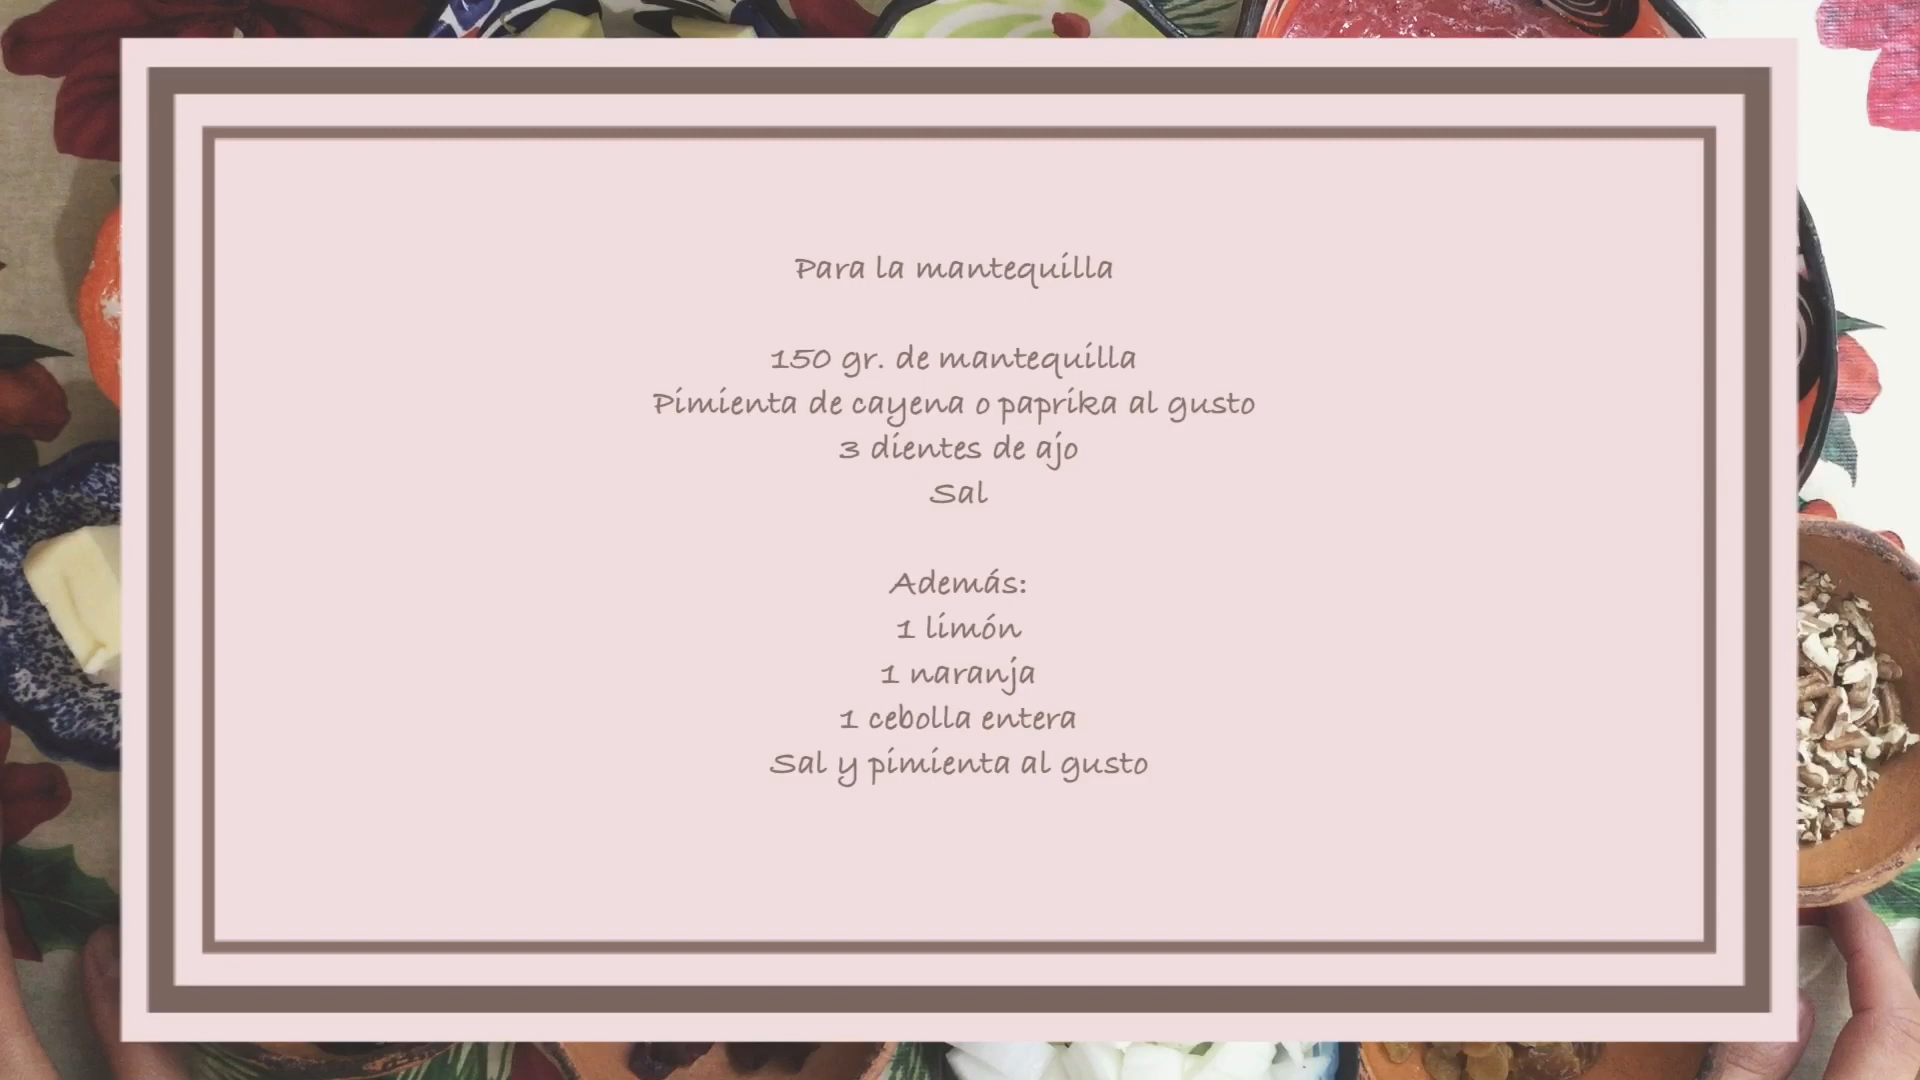 Para la mantequilla
150 gr. de mantequilla
Pimienta de cayena o paprika al gusto
3 dientes de ajo
Sal
Además:
1 limón
1 naranja
1 cebolla entera
Sal y pimienta al gusto